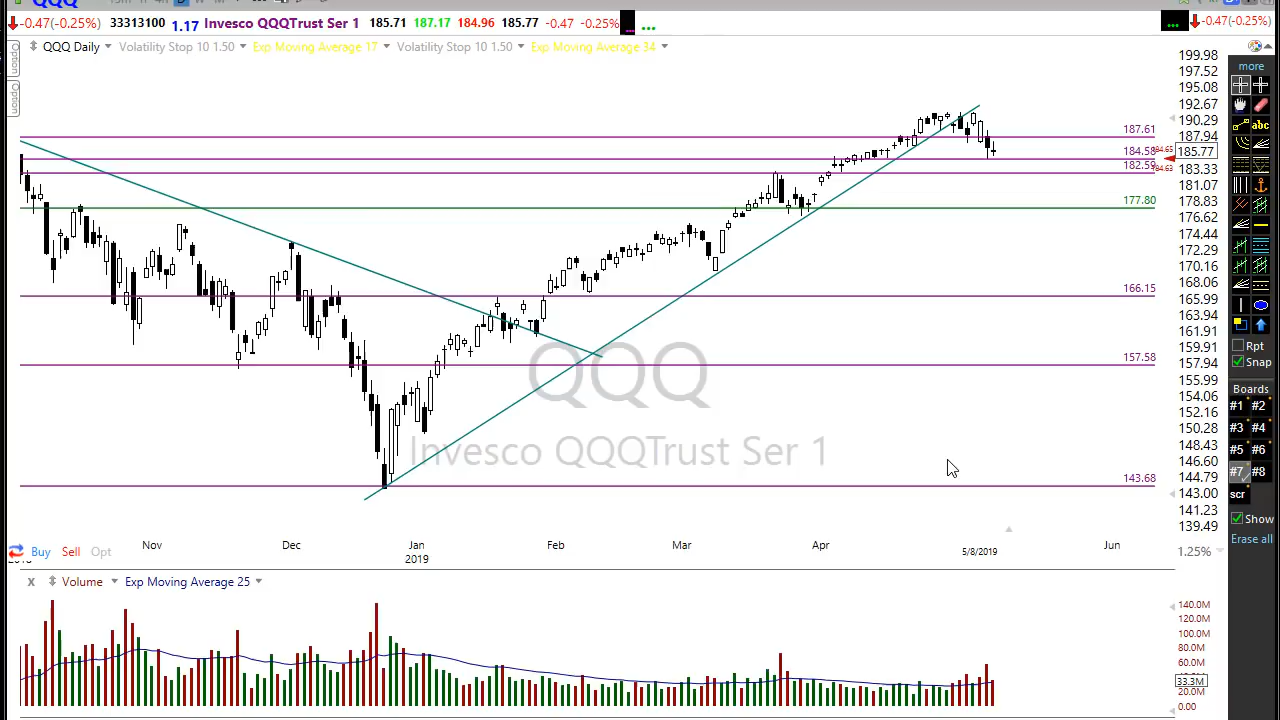 QQQ
-0.47(-0.25%) 33313100 1.17 Invesco QQQTrust Ser 1 185.71 187.17 184.96 185.77 -0.47 -0.25% ... ... -0.47(-0.25%)
QQQ Daily Volatility Stop 10 1.50 Exp Moving Average 17 Volatility Stop 10 1.50 Exp Moving Average 34
Option
Option
199.98
197.52
195.08
192.67
190.29
187.94
185.77
183.33
181.07
178.83
176.62
174.44
172.29
170.16
168.06
165.99
163.94
161.91
159.91
157.94
155.99
154.06
152.16
150.28
148.43
146.60
144.79
143.00
141.23
139.49
187.61
184.58
184.65
182.59
184.63
177.80
166.15
157.58
143.68
QQQ
Invesco QQQTrust Ser 1
Nov Dec Jan Feb Mar Apr 5/8/2019 Jun
2019
1.25%
Buy Sell Opt
X Volume Exp Moving Average 25
140.0M
120.0M
100.0M
80.0M
60.0M
33.3M
20.0M
0.00
more
abc
Rpt
Snap
Boards
#1 #2
#3 #4
#5 #6
#7 #8
scr
Show
Erase all